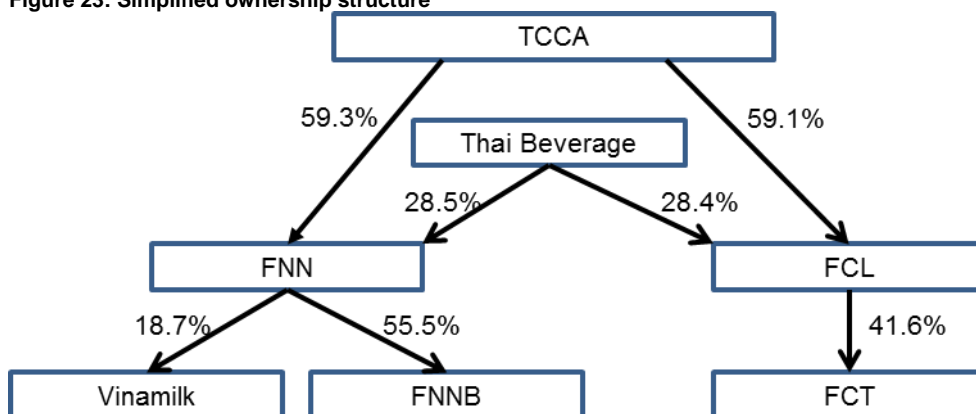 Figure 23: Simplified ownership structure
TCCA
59.3%
59.1%
Thai Beverage
28.5%
28.4%
FNN
FCL
18.7%
55.5%
41.6%
Vinamilk
FNNB
FCT